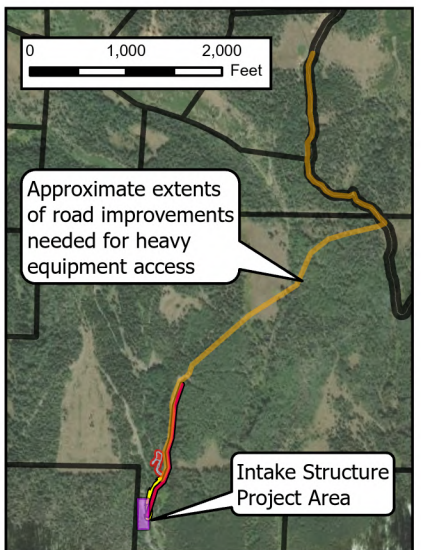 0 1,000 2,000
Feet
Approximate extents
of road improvements
needed for heavy
equipment access
Intake Structure
Project Area